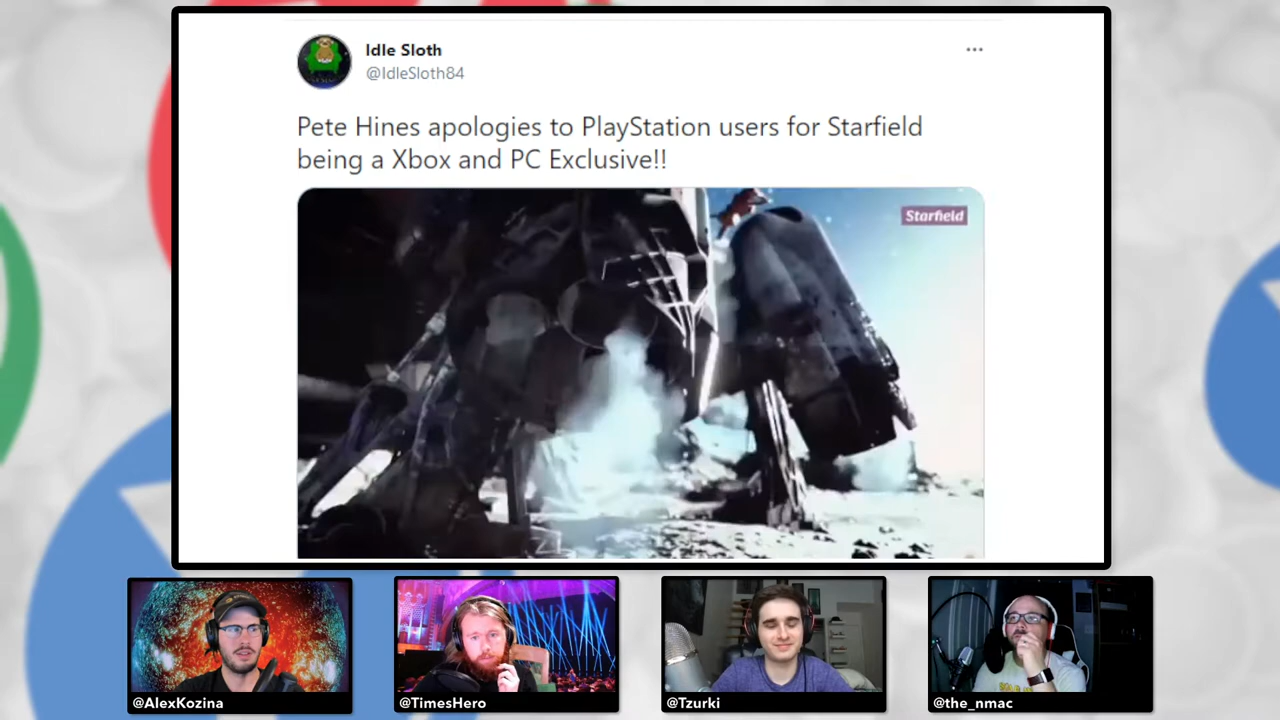 Idle Sloth
@IdleSloth84
Pete Hines apologies to PlayStation users for Starfield
being a Xbox and PC Exclusive!!
Starfield
@AlexKozina
@TimesHero
@Tzurki
@the_nmac